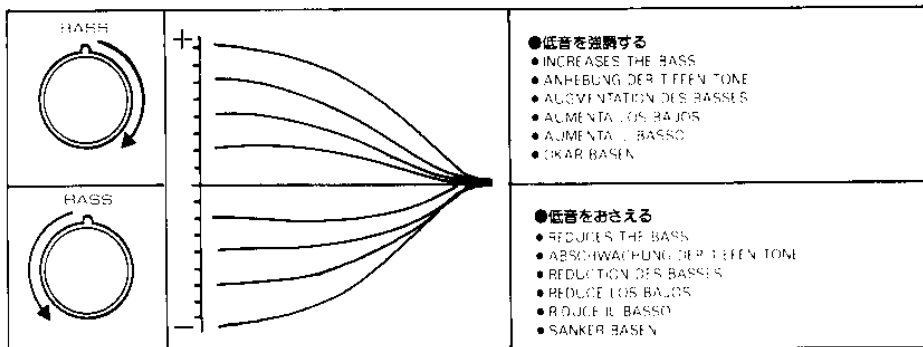 BASS
+
●低音を強調する
• INCREASES THE BASS
• ANHEBUNG DER TIEFEN TONE
• AUGMENTATION DES BASSES
• AUMENTA LOS BAJOS
• AUMENTA IL BASSO
• OKAR BASEN
BASS
−
●低音をおさえる
• REDUCES THE BASS
• ABSCHWACHUNG DER TIEFEN TONE
• REDUCTION DES BASSES
• REDUCE LOS BAJOS
• RIDUCE IL BASSO
• SANKER BASEN